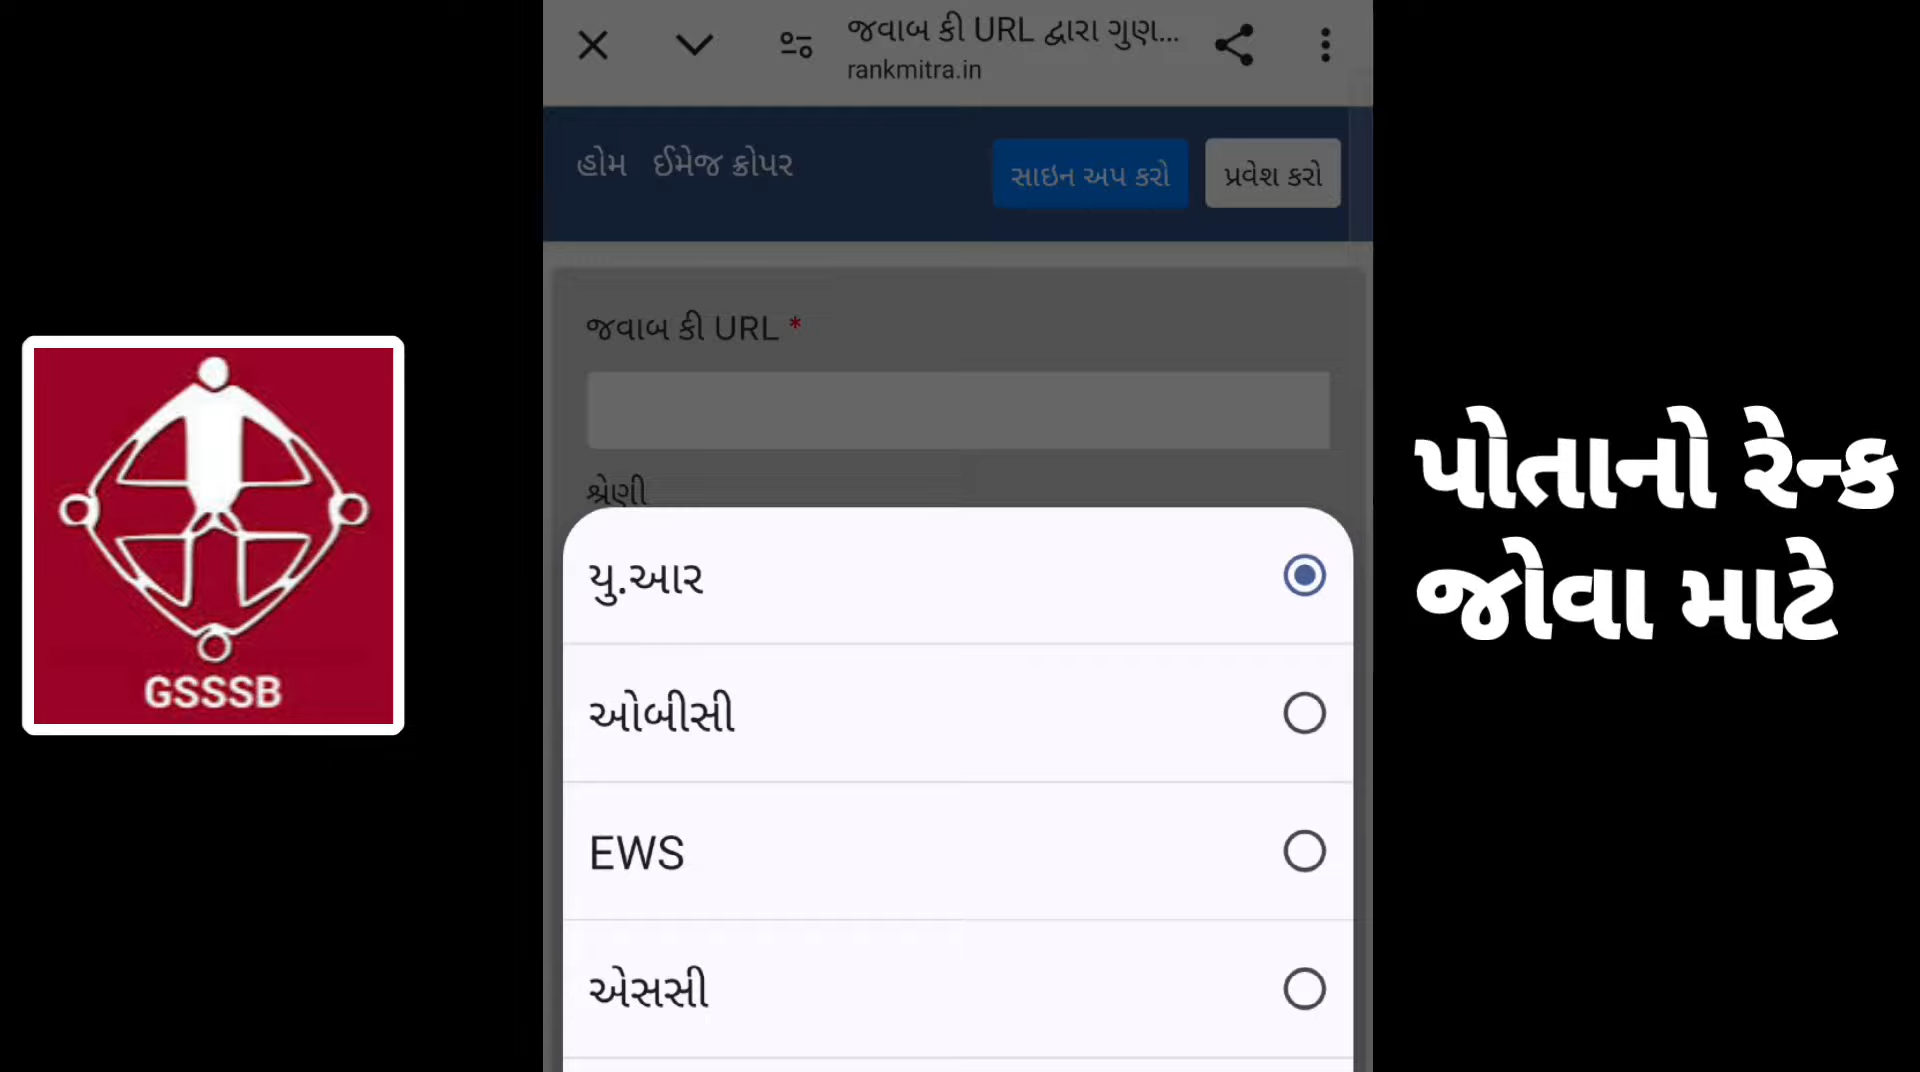 જવાબ કી URL દ્વારા ગુણ...
rankmitra.in
હોમ ઈમેજ ક્રોપર
સાઇન અપ કરો
પ્રવેશ કરો
જવાબ કી URL *
શ્રેણી
યુ.આર
ઓબીસી
EWS
એસસી
GSSSB
પોતાનો રેન્ક
જોવા માટે